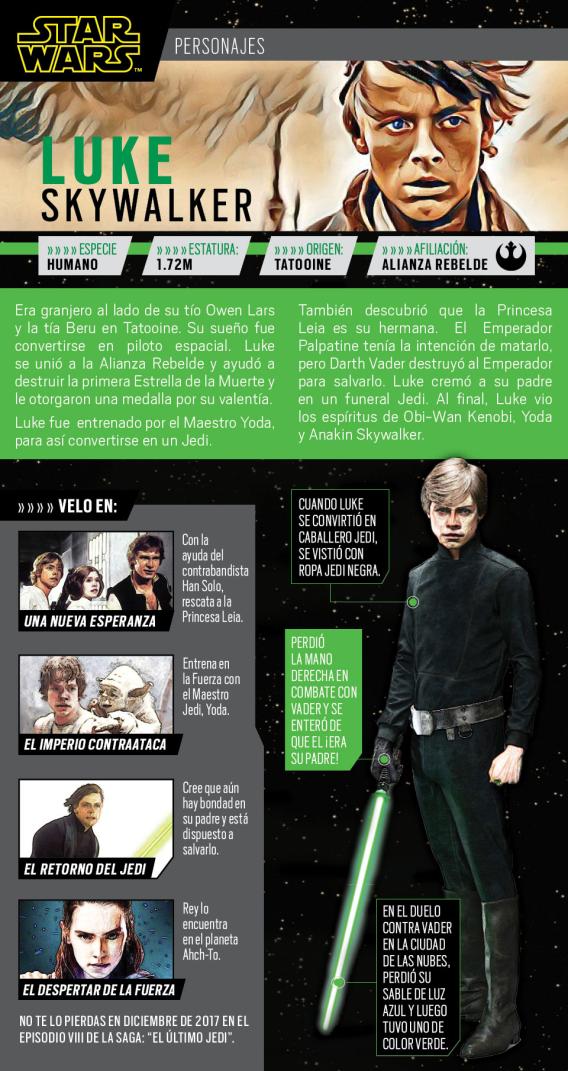 STAR
WARS™
PERSONAJES
LUKE
SKYWALKER
»»»» ESPECIE
HUMANO
»»»» ESTATURA:
1.72M
»»»» ORIGEN:
TATOOINE
»»»» AFILIACIÓN:
ALIANZA REBELDE
Era granjero al lado de su tío Owen Lars
y la tía Beru en Tatooine. Su sueño fue
convertirse en piloto espacial. Luke
se unió a la Alianza Rebelde y ayudó a
destruir la primera Estrella de la Muerte y
le otorgaron una medalla por su valentía.
Luke fue entrenado por el Maestro Yoda,
para así convertirse en un Jedi.
También descubrió que la Princesa
Leia es su hermana. El Emperador
Palpatine tenía la intención de matarlo,
pero Darth Vader destruyó al Emperador
para salvarlo. Luke cremó a su padre
en un funeral Jedi. Al final, Luke vio
los espíritus de Obi-Wan Kenobi, Yoda
y Anakin Skywalker.
»»»» VELO EN:
Con la
ayuda del
contrabandista
Han Solo,
rescata a la
Princesa Leia.
UNA NUEVA ESPERANZA
Entrena en
la Fuerza con
el Maestro
Jedi, Yoda.
EL IMPERIO CONTRAATACA
Cree que aún
hay bondad en
su padre y está
dispuesto a
salvarlo.
EL RETORNO DEL JEDI
Rey lo
encuentra
en el planeta
Ahch-To.
EL DESPERTAR DE LA FUERZA
NO TE LO PIERDAS EN DICIEMBRE DE 2017 EN EL
EPISODIO VIII DE LA SAGA: “EL ÚLTIMO JEDI”.
CUANDO LUKE
SE CONVIRTIÓ EN
CABALLERO JEDI,
SE VISTIÓ CON
ROPA JEDI NEGRA.
PERDIÓ
LA MANO
DERECHA EN
COMBATE CON
VADER Y SE
ENTERÓ DE
QUE EL ¡ERA
SU PADRE!
EN EL DUELO
CONTRA VADER
EN LA CIUDAD
DE LAS NUBES,
PERDIÓ SU
SABLE DE LUZ
AZUL Y LUEGO
TUVO UNO DE
COLOR VERDE.